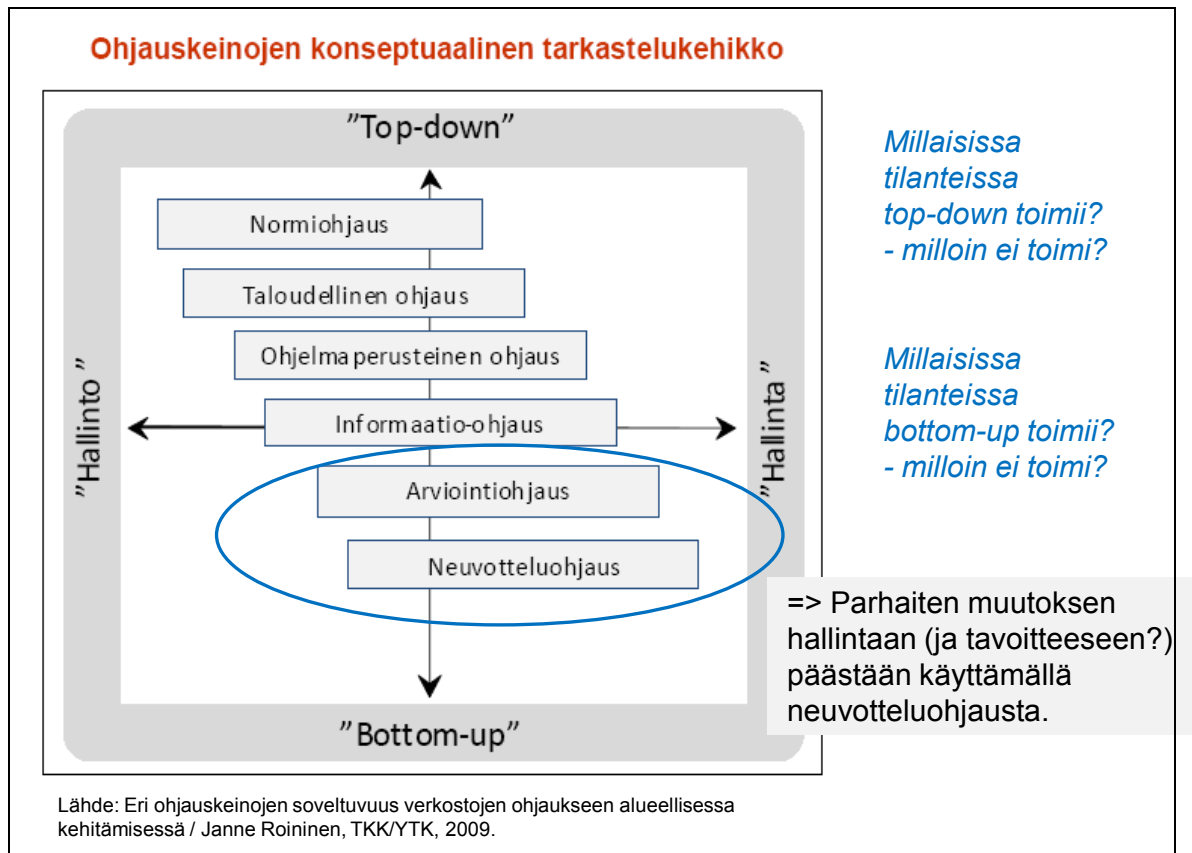 Ohjauskeinojen konseptuaalinen tarkastelukehikko
”Top-down”
Normiohjaus
Taloudellinen ohjaus
Ohjelmaperusteinen ohjaus
”Hallinto”
Informaatio-ohjaus
”Hallinta”
Arviointiohjaus
Neuvotteluohjaus
”Bottom-up”
Millaisissa
tilanteissa
top-down toimii?
- milloin ei toimi?
Millaisissa
tilanteissa
bottom-up toimii?
- milloin ei toimi?
=> Parhaiten muutoksen
hallintaan (ja tavoitteeseen?)
päästään käyttämällä
neuvotteluohjausta.
Lähde: Eri ohjauskeinojen soveltuvuus verkostojen ohjaukseen alueellisessa
kehitämisessä / Janne Roininen, TKK/YTK, 2009.